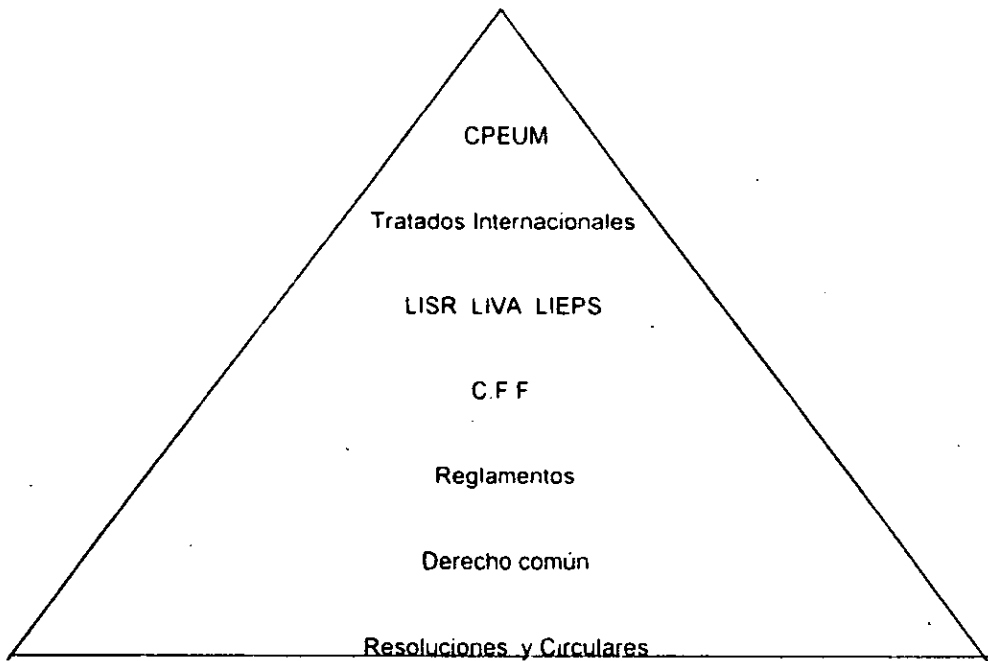 CPEUM
Tratados Internacionales
LISR LIVA LIEPS
C.F F
Reglamentos
Derecho común
Resoluciones y Circulares